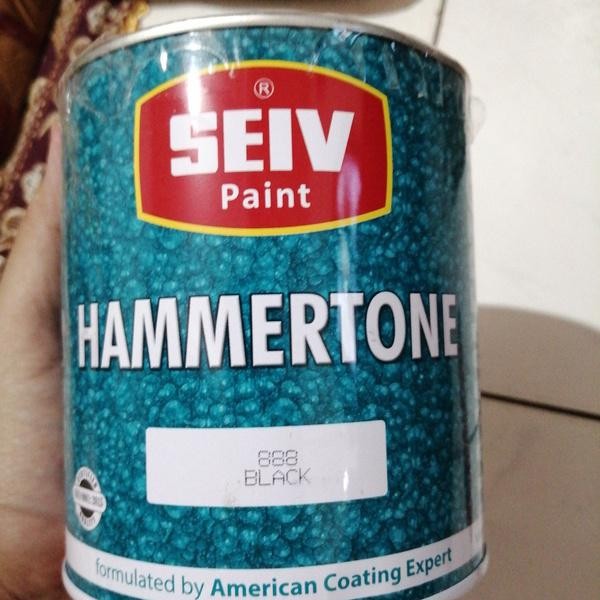 ®
SEIV
Paint
HAMMERTONE
888
BLACK
formulated by American Coating Expert